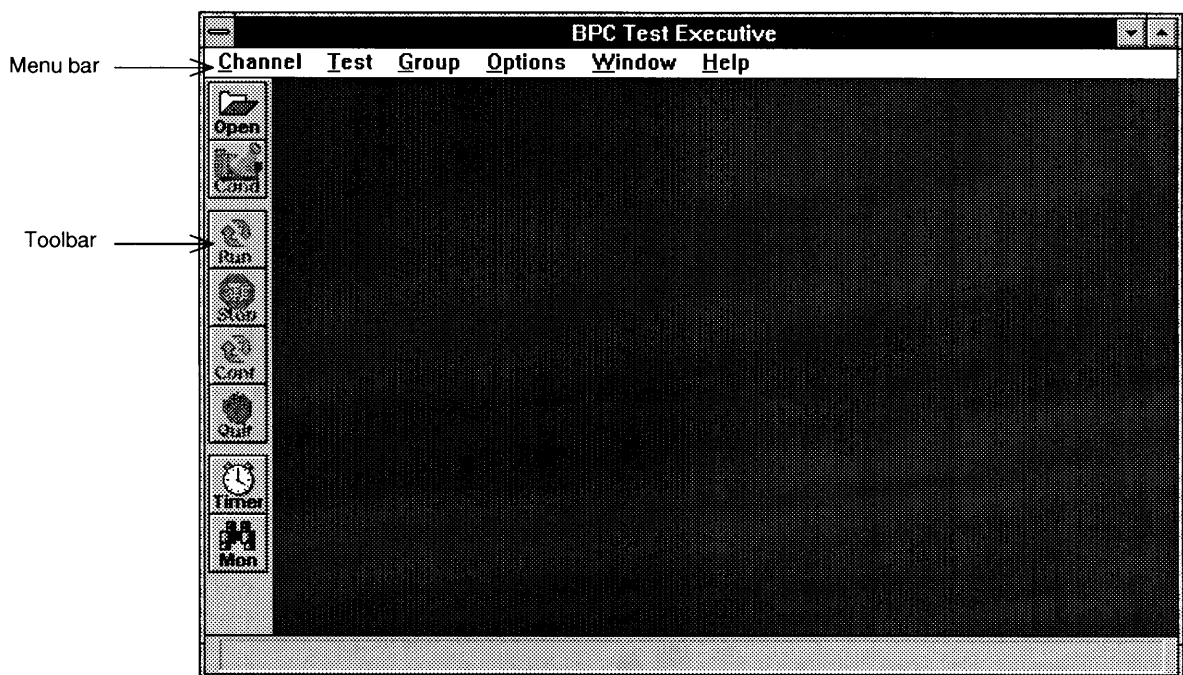 BPC Test Executive
Menu bar
Channel Test Group Options Window Help
Open
Cond
Toolbar
Run
Stop
Cont
Quit
Timer
Mon